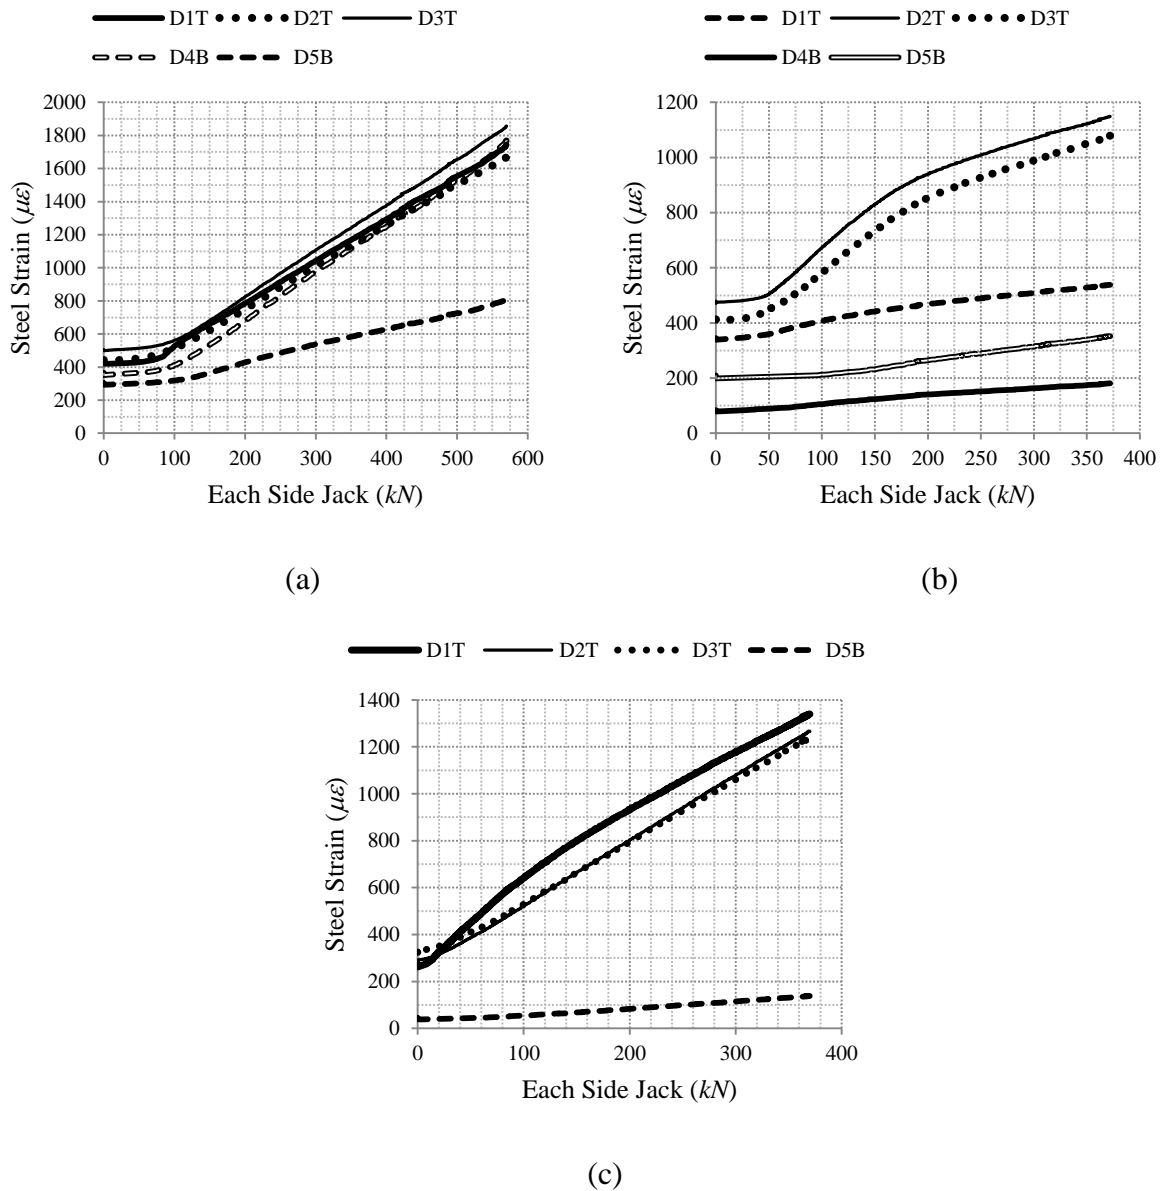 D1T D2T D3T
D4B D5B
2000
1800
1600
1400
1200
1000
800
600
400
200
0
Steel Strain (με)
0 100 200 300 400 500 600
Each Side Jack (kN)
(a)
D1T D2T D3T
D4B D5B
1200
1000
800
600
400
200
0
Steel Strain (με)
0 50 100 150 200 250 300 350 400
Each Side Jack (kN)
(b)
D1T D2T D3T D5B
1400
1200
1000
800
600
400
200
0
Steel Strain (με)
0 100 200 300 400
Each Side Jack (kN)
(c)